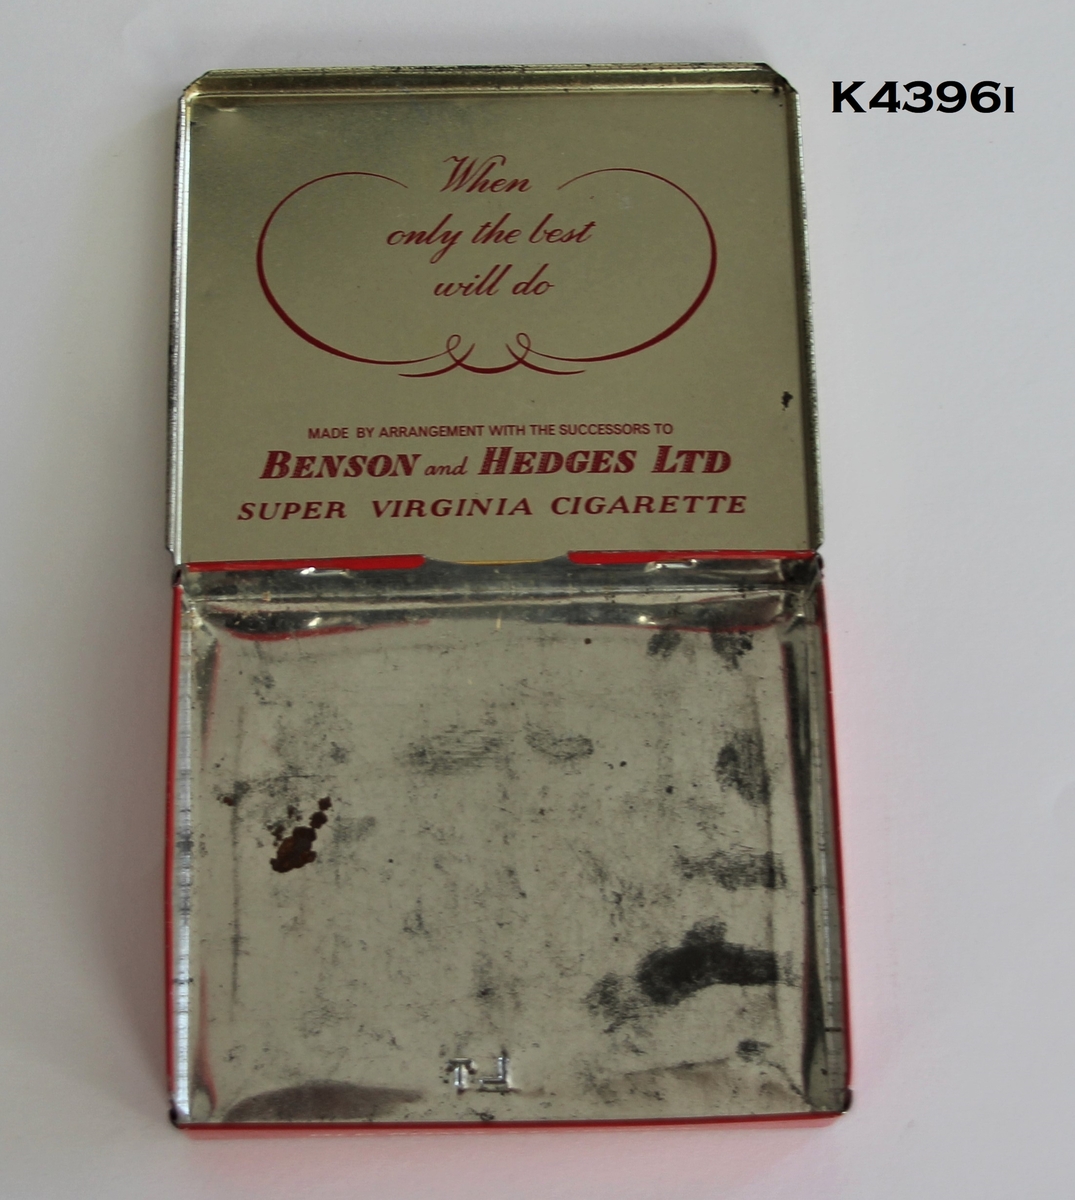 K4396i
When
only the best
will do
MADE BY ARRANGEMENT WITH THE SUCCESSORS TO
BENSON and HEDGES LTD
SUPER VIRGINIA CIGARETTE